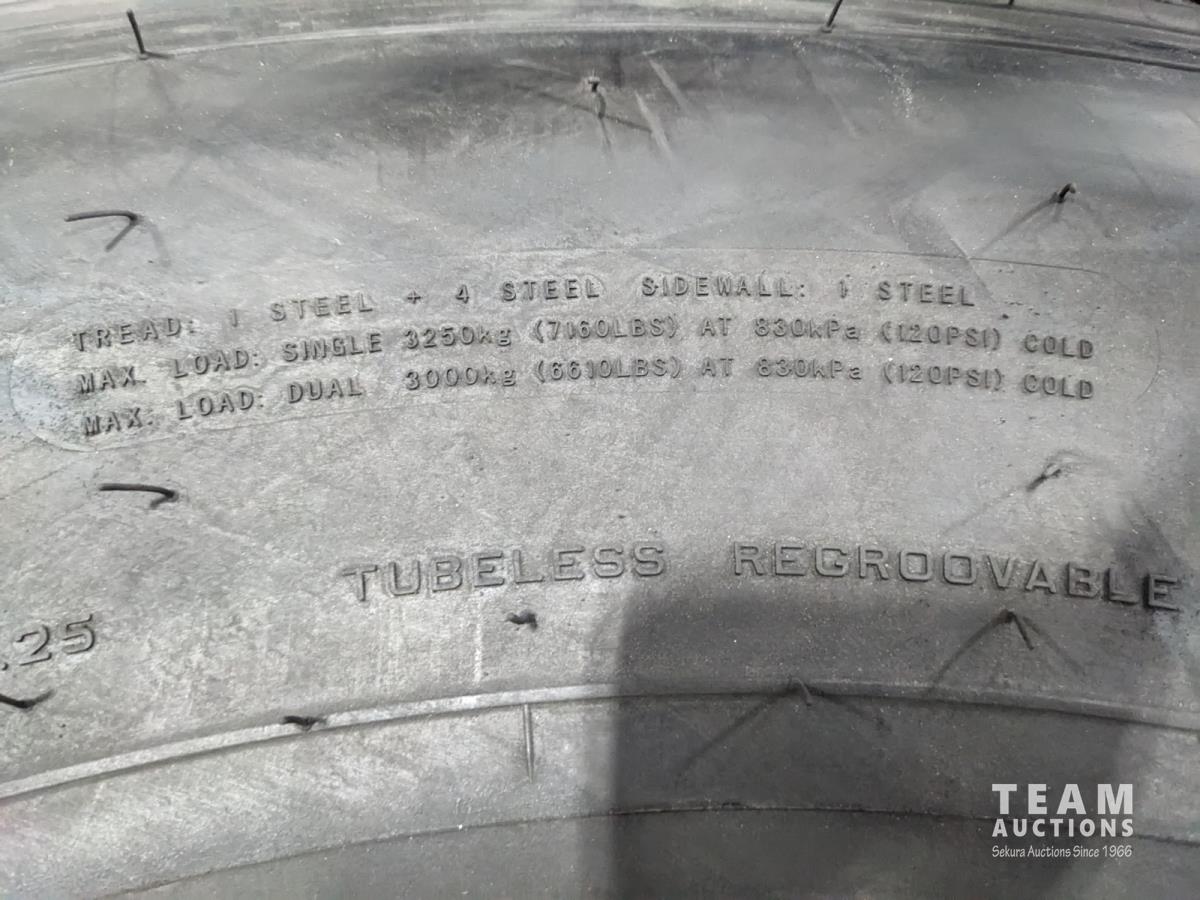 TREAD: 1 STEEL + 4 STEEL SIDEWALL: 1 STEEL
MAX. LOAD: SINGLE 3250kg (7160LBS) AT 830kPa (120PSI) COLD
MAX. LOAD: DUAL 3000kg (6610LBS) AT 830kPa (120PSI) COLD
TUBELESS REGROOVABLE
.25
TEAM
AUCTIONS
Sekura Auctions Since 1966